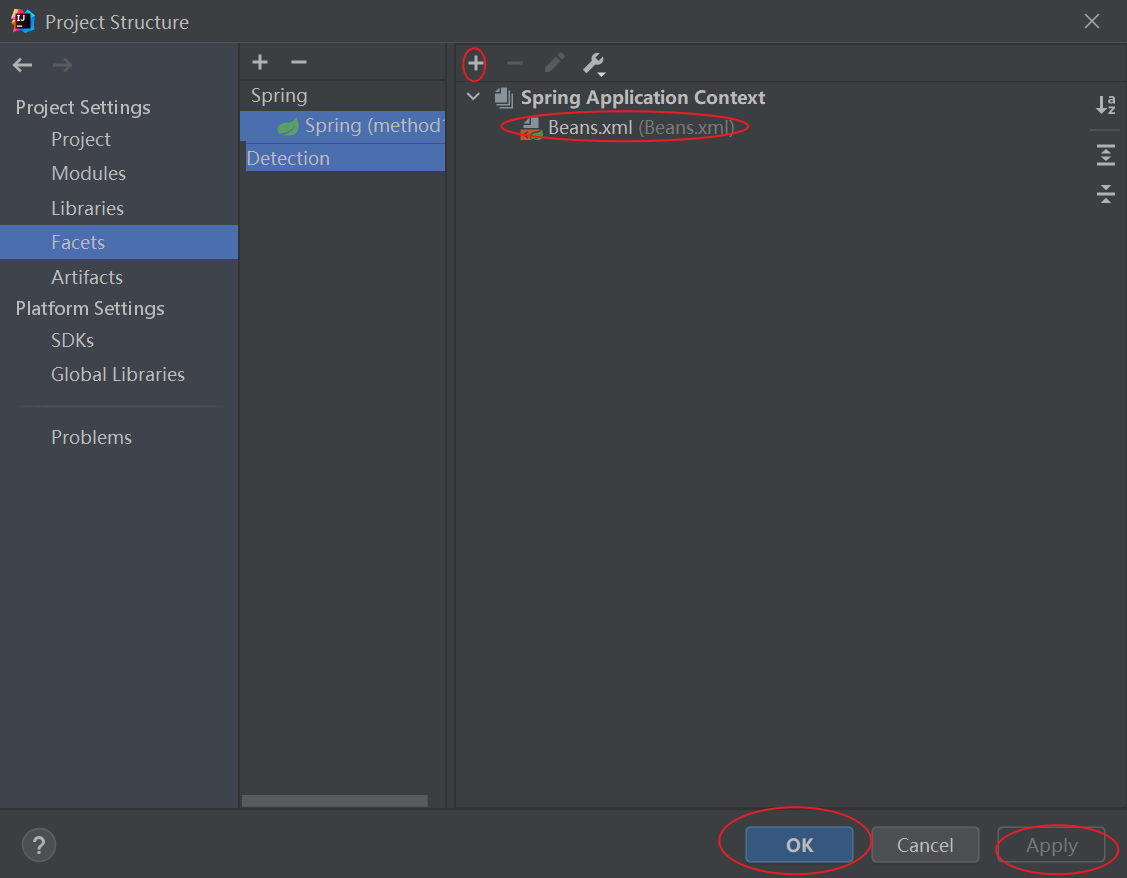 Project Structure
Project Settings
Project
Modules
Libraries
Facets
Artifacts
Platform Settings
SDKs
Global Libraries
Problems
Spring
Spring (method
Detection
Spring Application Context
Beans.xml (Beans.xml)
?
OK
Cancel
Apply